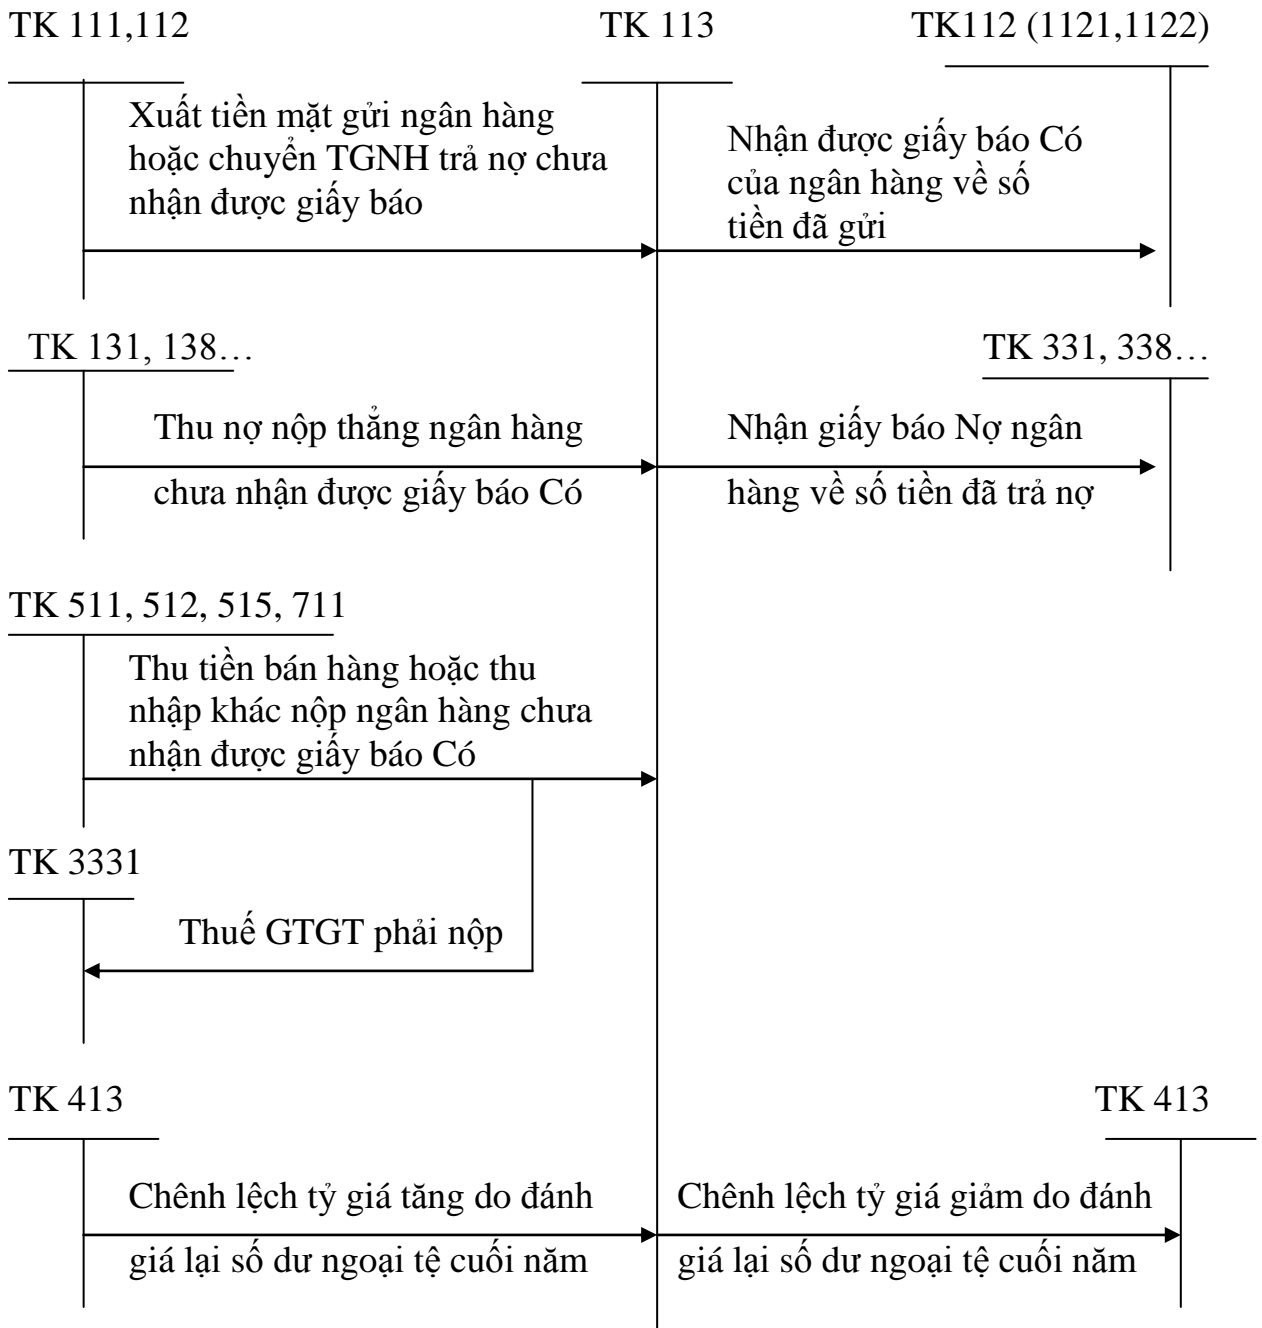 TK 111,112
TK 113
TK112 (1121,1122)
Xuất tiền mặt gửi ngân hàng
hoặc chuyển TGNH trả nợ chưa
nhận được giấy báo
Nhận được giấy báo Có
của ngân hàng về số
tiền đã gửi
TK 131, 138…
TK 331, 338…
Thu nợ nộp thẳng ngân hàng
chưa nhận được giấy báo Có
Nhận giấy báo Nợ ngân
hàng về số tiền đã trả nợ
TK 511, 512, 515, 711
Thu tiền bán hàng hoặc thu
nhập khác nộp ngân hàng chưa
nhận được giấy báo Có
TK 3331
Thuế GTGT phải nộp
TK 413
TK 413
Chênh lệch tỷ giá tăng do đánh
giá lại số dư ngoại tệ cuối năm
Chênh lệch tỷ giá giảm do đánh
giá lại số dư ngoại tệ cuối năm